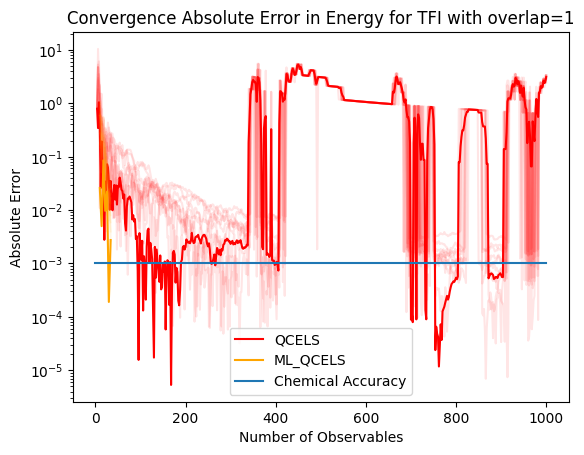 Convergence Absolute Error in Energy for TFI with overlap=1
Absolute Error
10¹
10⁰
10⁻¹
10⁻²
10⁻³
10⁻⁴
10⁻⁵
QCELS
ML_QCELS
Chemical Accuracy
0 200 400 600 800 1000
Number of Observables